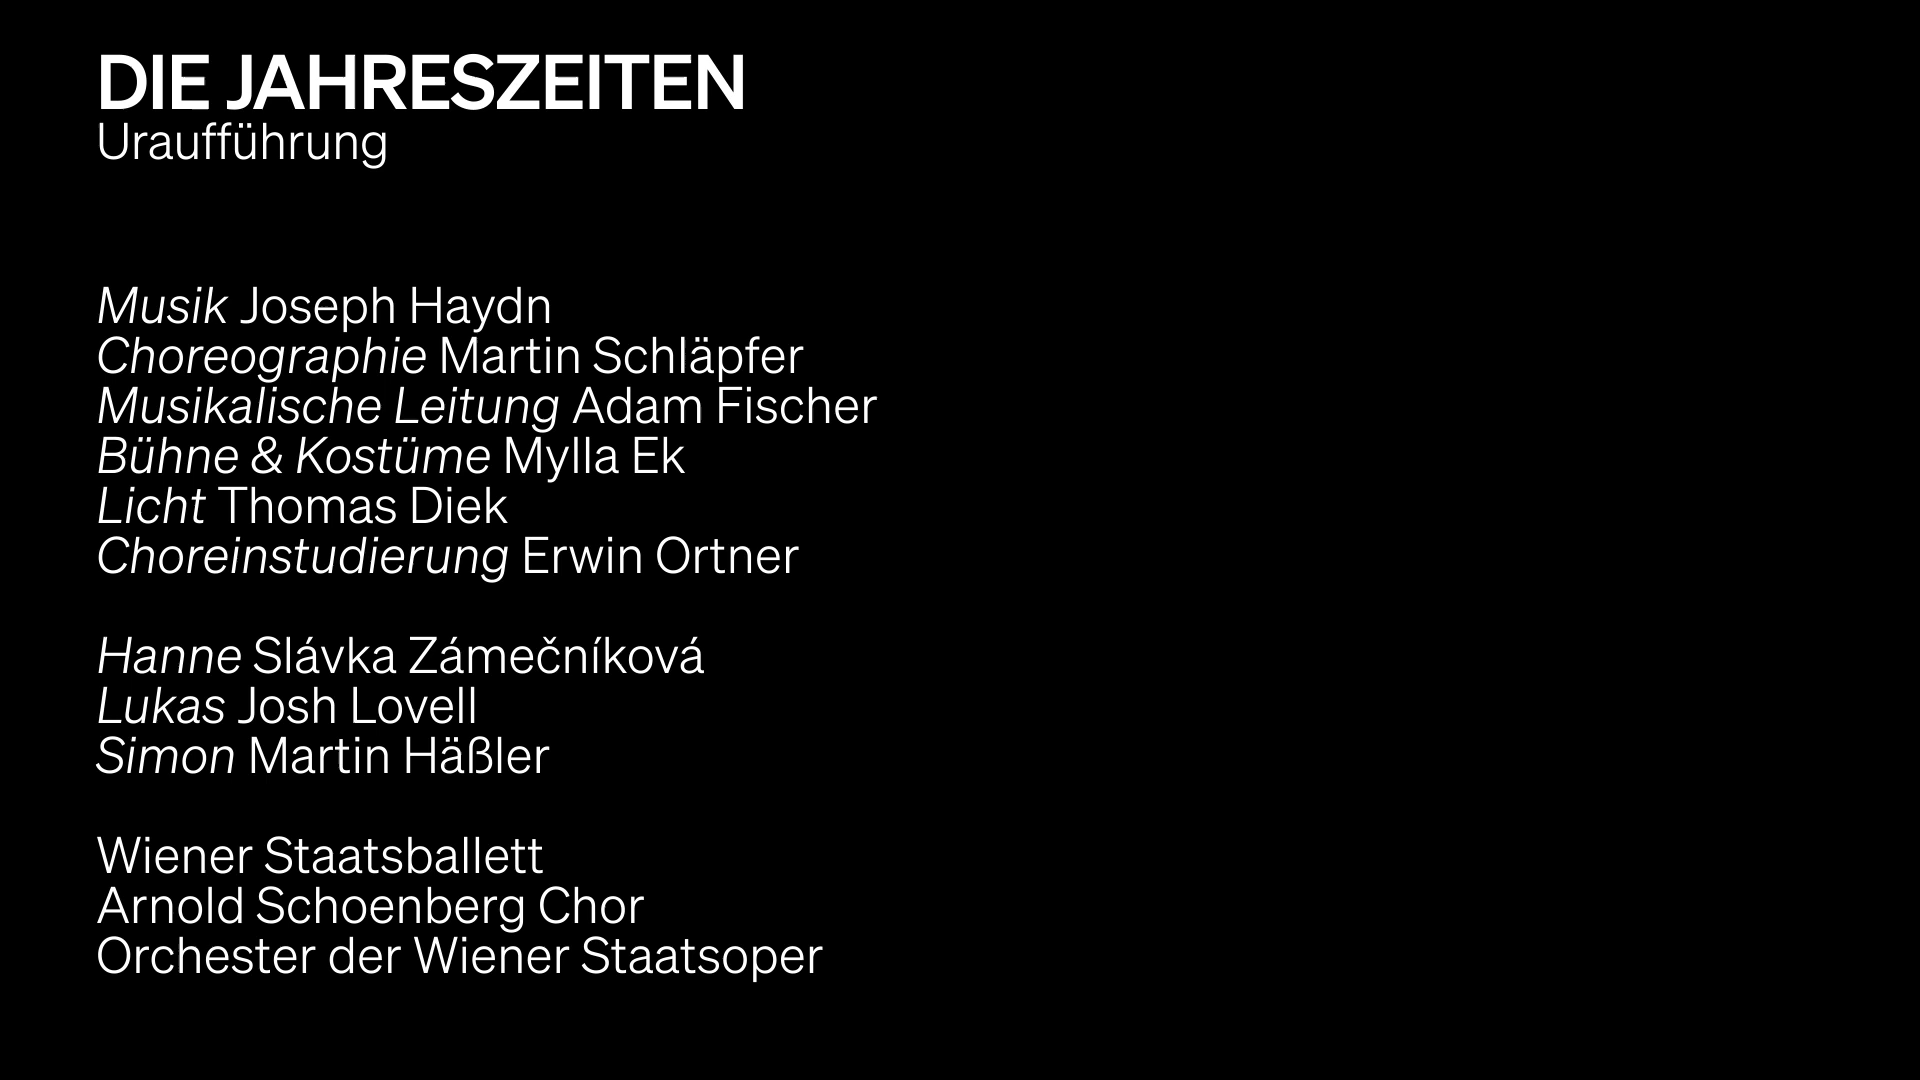 DIE JAHRESZEITEN
Uraufführung
Musik Joseph Haydn
Choreographie Martin Schläpfer
Musikalische Leitung Adam Fischer
Bühne & Kostüme Mylla Ek
Licht Thomas Diek
Choreinstudierung Erwin Ortner
Hanne Slávka Zámečníková
Lukas Josh Lovell
Simon Martin Häßler
Wiener Staatsballett
Arnold Schoenberg Chor
Orchester der Wiener Staatsoper